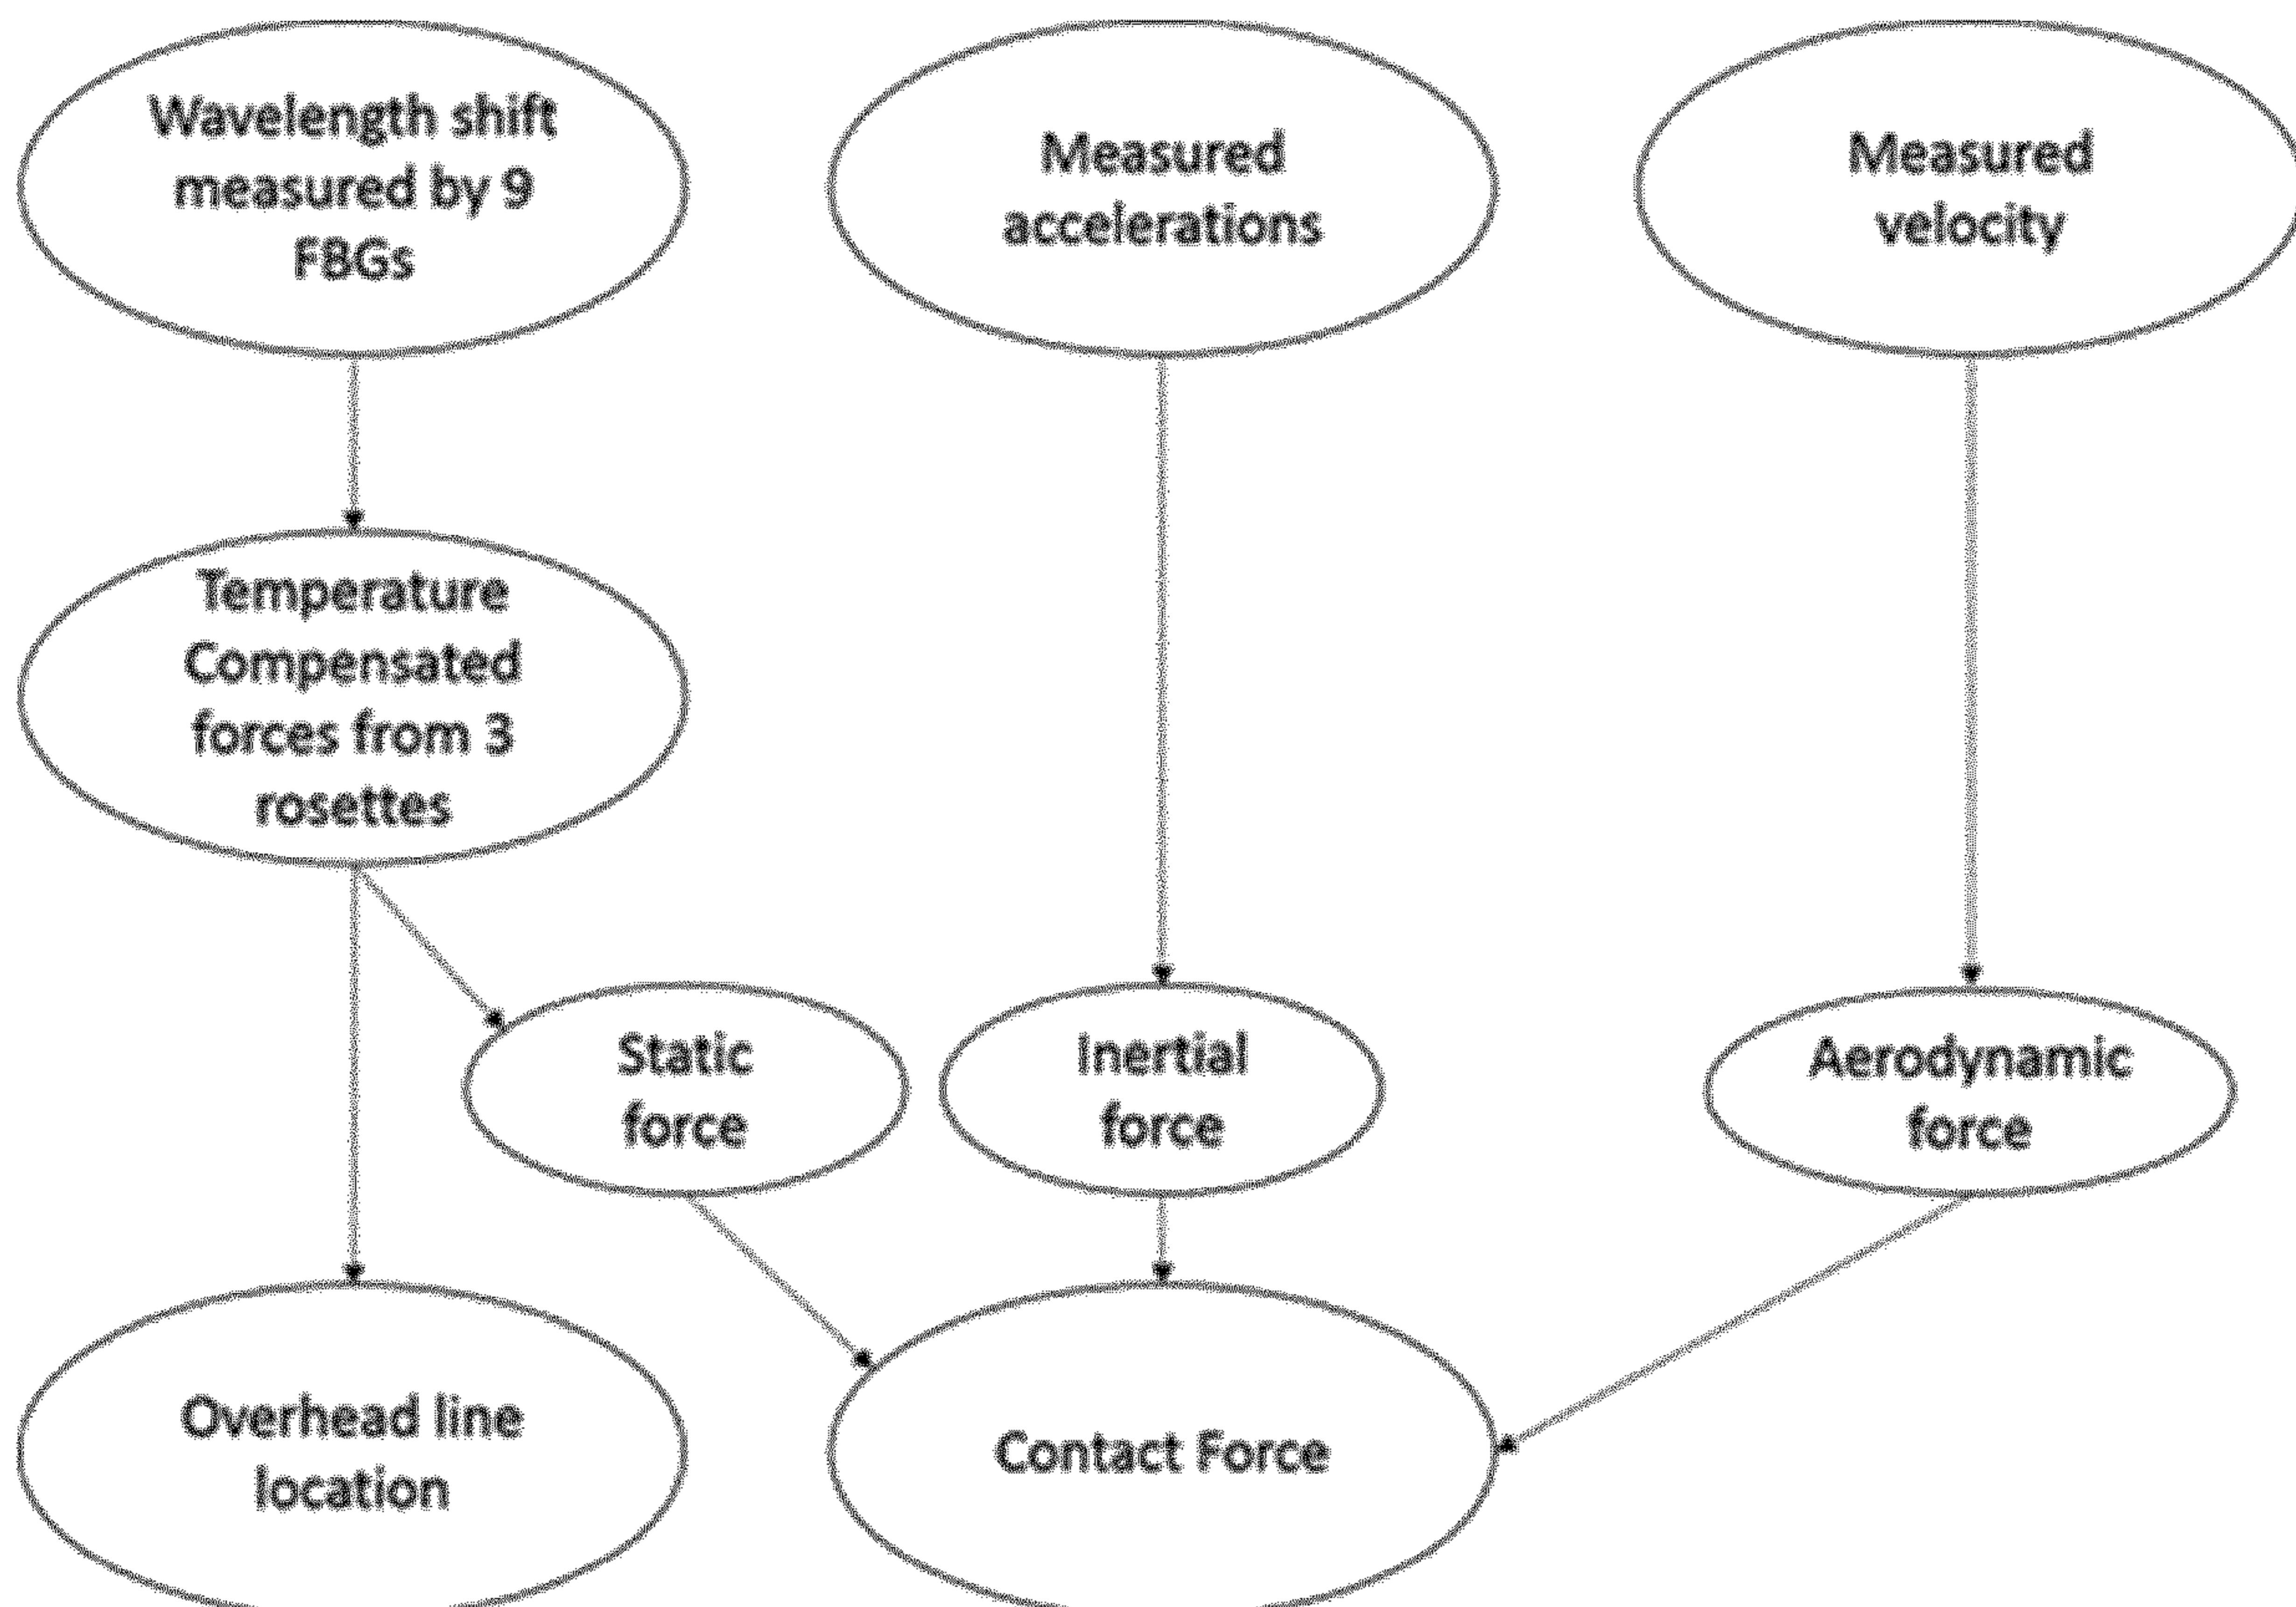 Wavelength shift
measured by 9
FBGs
Measured
accelerations
Measured
velocity
Temperature
Compensated
forces from 3
rosettes
Static
force
Inertial
force
Aerodynamic
force
Overhead line
location
Contact Force